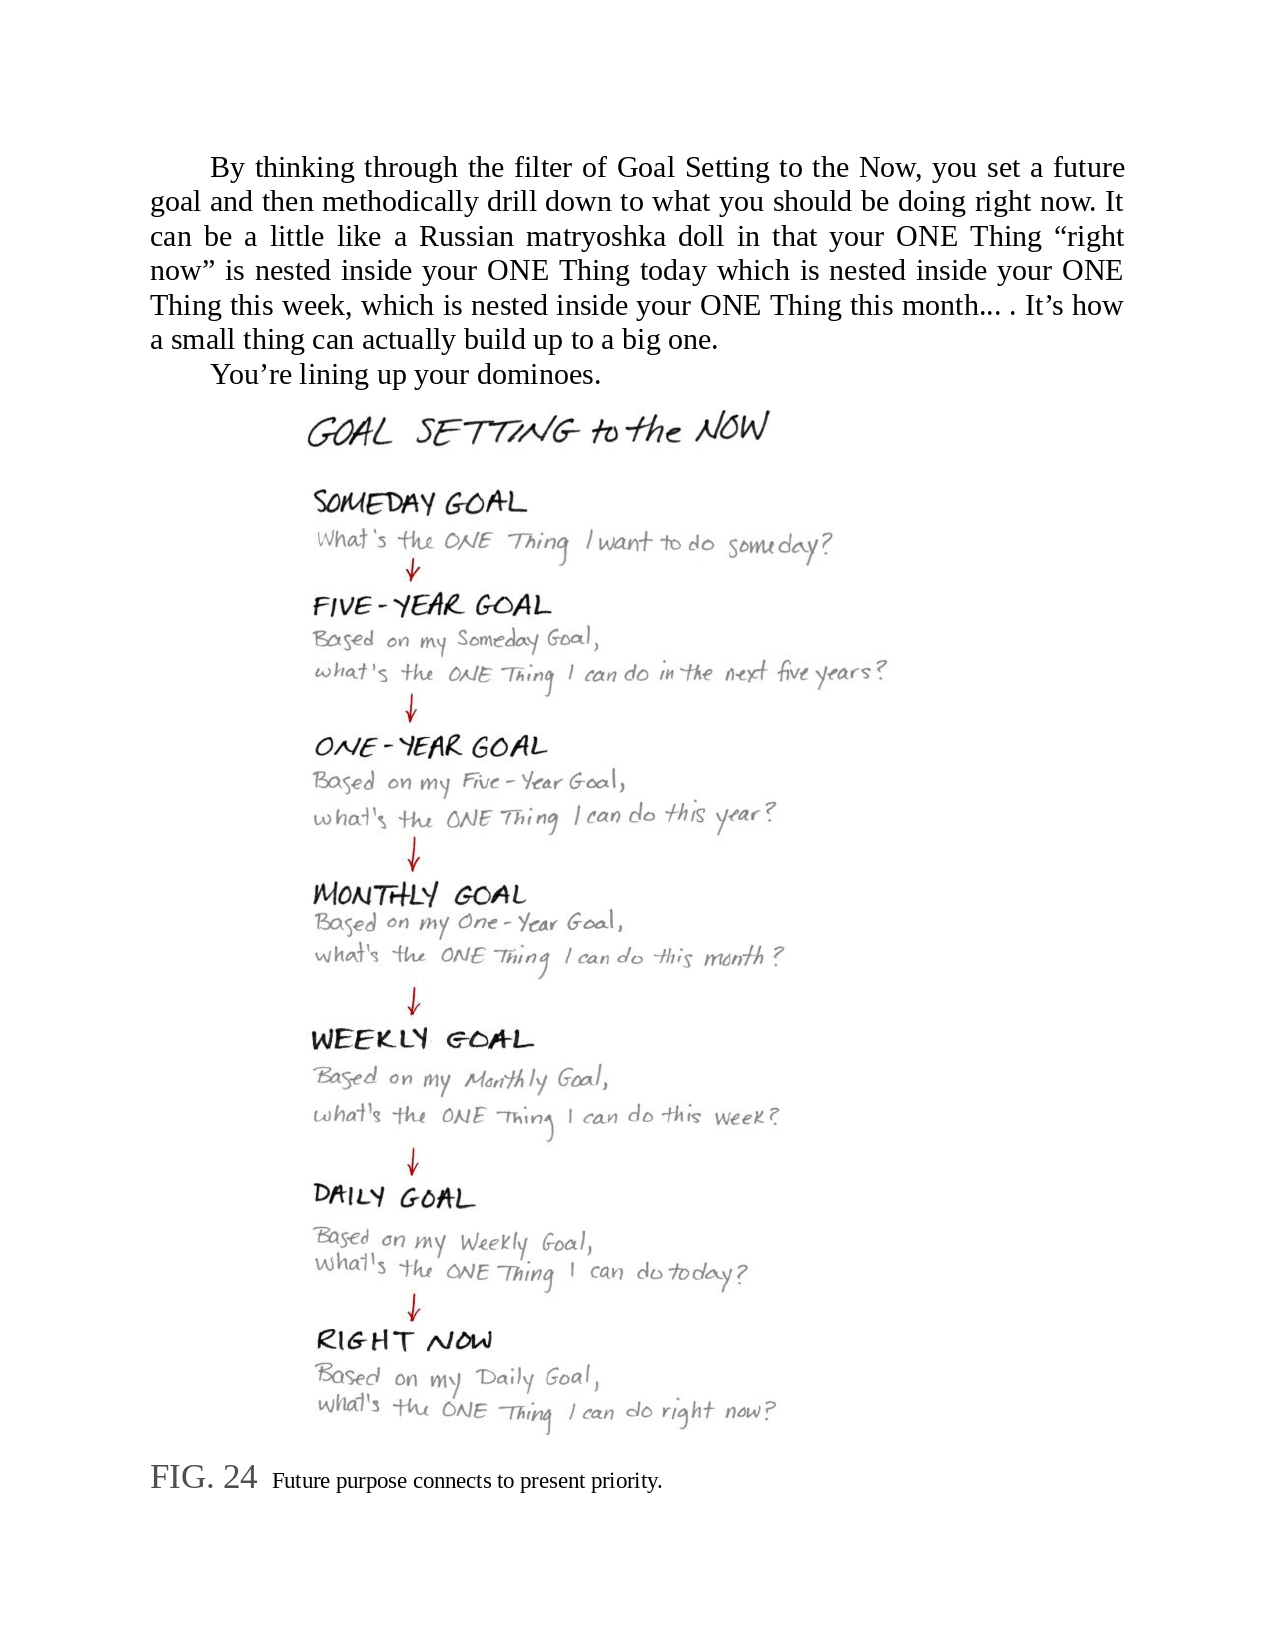 By thinking through the filter of Goal Setting to the Now, you set a future
goal and then methodically drill down to what you should be doing right now. It
can be a little like a Russian matryoshka doll in that your ONE Thing “right
now” is nested inside your ONE Thing today which is nested inside your ONE
Thing this week, which is nested inside your ONE Thing this month... . It’s how
a small thing can actually build up to a big one.
You’re lining up your dominoes.
GOAL SETTING to the NOW
SOMEDAY GOAL
What's the ONE Thing I want to do someday?
FIVE-YEAR GOAL
Based on my Someday Goal,
what's the ONE Thing I can do in the next five years?
ONE-YEAR GOAL
Based on my Five-Year Goal,
what's the ONE Thing I can do this year?
MONTHLY GOAL
Based on my One-Year Goal,
what's the ONE Thing I can do this month?
WEEKLY GOAL
Based on my Monthly Goal,
what's the ONE Thing I can do this week?
DAILY GOAL
Based on my Weekly Goal,
what's the ONE Thing I can do today?
RIGHT NOW
Based on my Daily Goal,
what's the ONE Thing I can do right now?
FIG. 24 Future purpose connects to present priority.